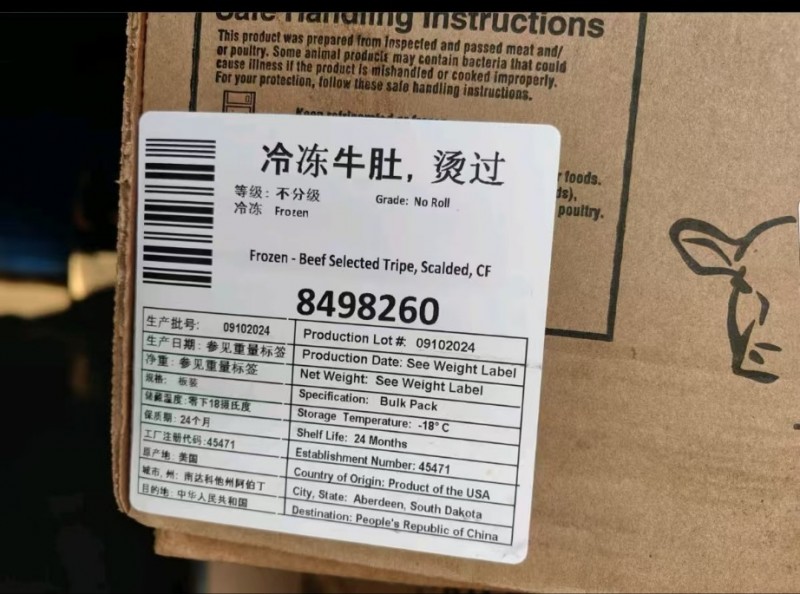 Safe Handling Instructions
This product was prepared from inspected and passed meat and/
or poultry. Some animal products may contain bacteria that could
cause illness if the product is mishandled or cooked improperly.
For your protection, follow these safe handling instructions.
foods.
poultry.
冷冻牛肚，烫过
等级: 不分级 Grade: No Roll
冷冻 Frozen
Frozen - Beef Selected Tripe, Scalded, CF
8498260
生产批号: 09102024 Production Lot #: 09102024
生产日期: 参见重量标签 Production Date: See Weight Label
净重: 参见重量标签 Net Weight: See Weight Label
规格: 板装 Specification: Bulk Pack
储藏温度:零下18摄氏度 Storage Temperature: -18° C
保质期: 24个月 Shelf Life: 24 Months
工厂注册代码:45471 Establishment Number: 45471
原产地: 美国 Country of Origin: Product of the USA
城市, 州: 南达科他州阿伯丁 City, State: Aberdeen, South Dakota
目的地: 中华人民共和国 Destination: People's Republic of China